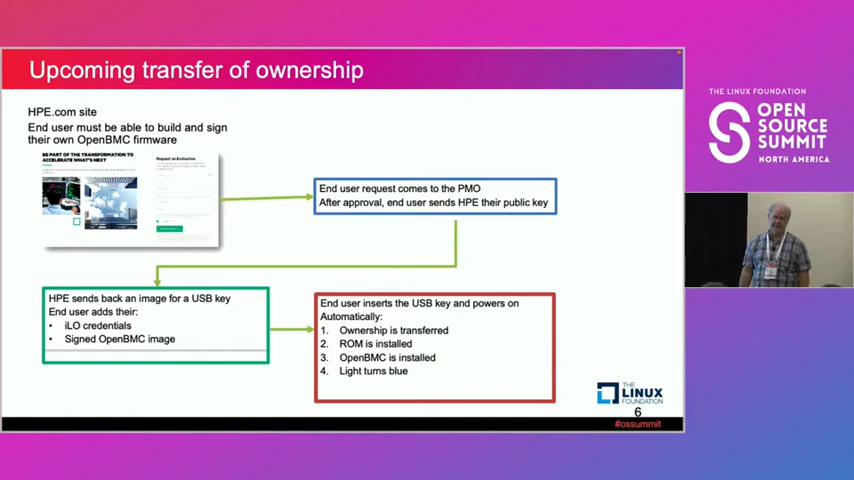 Upcoming transfer of ownership
HPE.com site
End user must be able to build and sign
their own OpenBMC firmware
BE PART OF THE TRANSFORMATION TO
ACCELERATE WHAT'S NEXT
Request an Evaluation
End user request comes to the PMO
After approval, end user sends HPE their public key
HPE sends back an image for a USB key
End user adds their:
• iLO credentials
• Signed OpenBMC image
End user inserts the USB key and powers on
Automatically:
1. Ownership is transferred
2. ROM is installed
3. OpenBMC is installed
4. Light turns blue
THE
LINUX
FOUNDATION
6
#ossummit
THE LINUX FOUNDATION
OPEN
SOURCE
SUMMIT
NORTH AMERICA